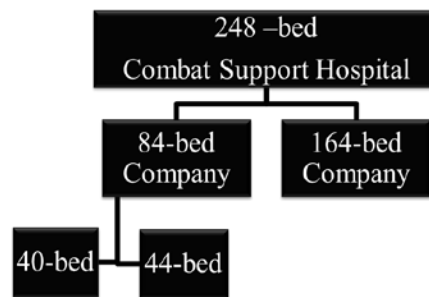 248 –bed
Combat Support Hospital
84-bed
Company
164-bed
Company
40-bed
44-bed